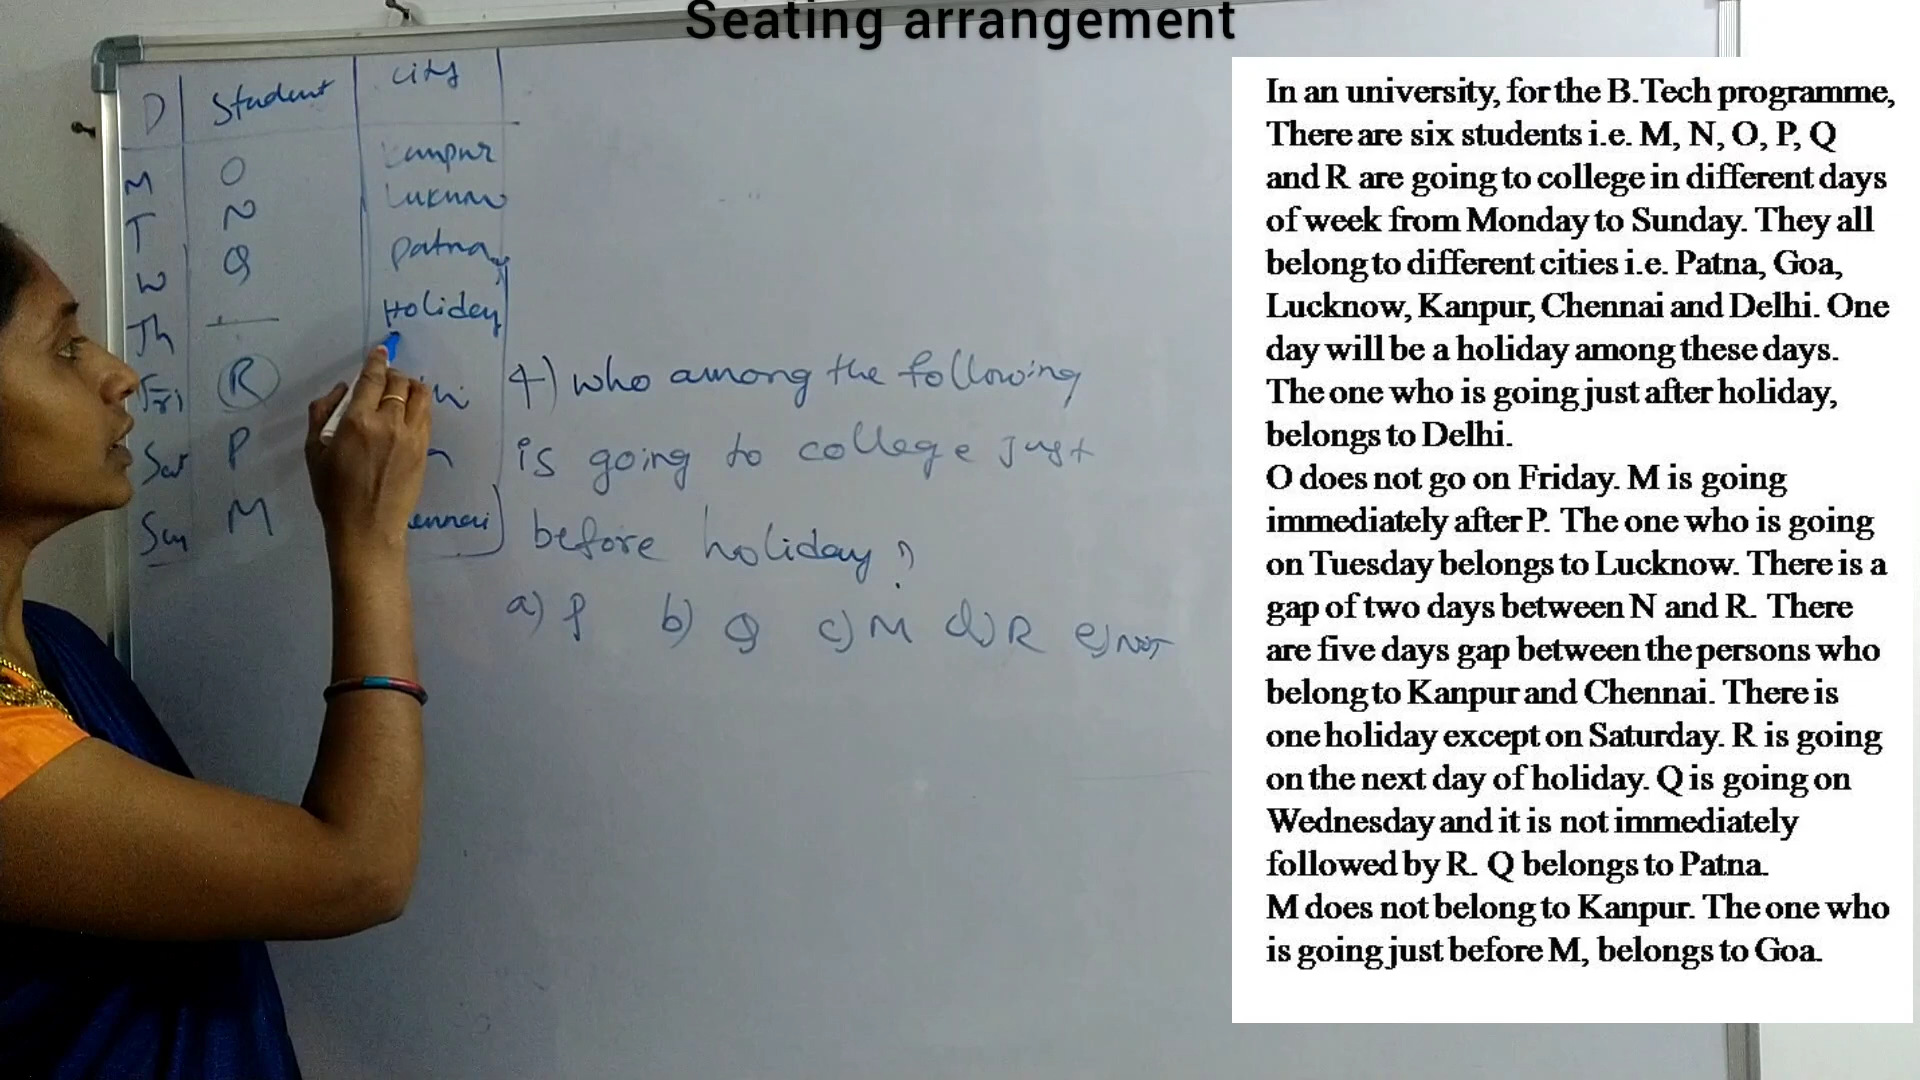 Seating arrangement
D Student City
M O Kanpur
T N
W Q Patna
Th — Holiday
Fri R
Sat P
Sun M ennai
4) who among the following
is going to college just
before holiday?
a) P b) Q c) M d) R e) NOT
In an university, for the B.Tech programme,
There are six students i.e. M, N, O, P, Q
and R are going to college in different days
of week from Monday to Sunday. They all
belong to different cities i.e. Patna, Goa,
Lucknow, Kanpur, Chennai and Delhi. One
day will be a holiday among these days.
The one who is going just after holiday,
belongs to Delhi.
O does not go on Friday. M is going
immediately after P. The one who is going
on Tuesday belongs to Lucknow. There is a
gap of two days between N and R. There
are five days gap between the persons who
belong to Kanpur and Chennai. There is
one holiday except on Saturday. R is going
on the next day of holiday. Q is going on
Wednesday and it is not immediately
followed by R. Q belongs to Patna.
M does not belong to Kanpur. The one who
is going just before M, belongs to Goa.